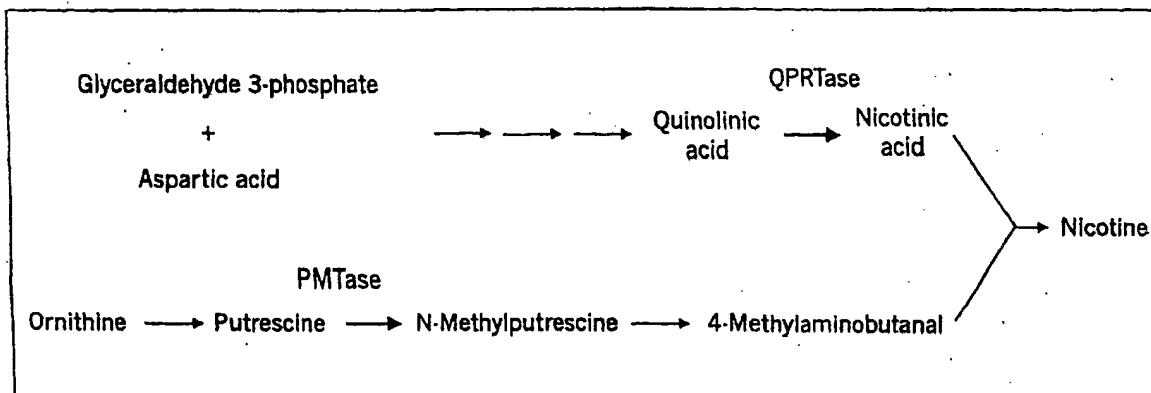 Glyceraldehyde 3-phosphate
+
Aspartic acid
QPRTase
Quinolinic
acid
Nicotinic
acid
Nicotine
PMTase
Ornithine
Putrescine
N-Methylputrescine
4-Methylaminobutanal